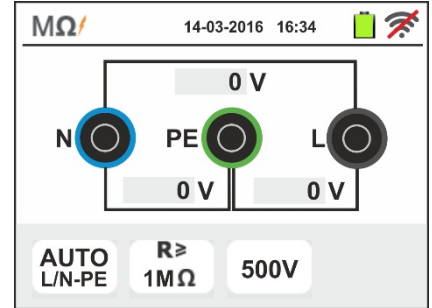 MΩ 14-03-2016 16:34
0 V
N PE L
0 V 0 V
AUTO R≥ 500V
L/N-PE 1MΩ